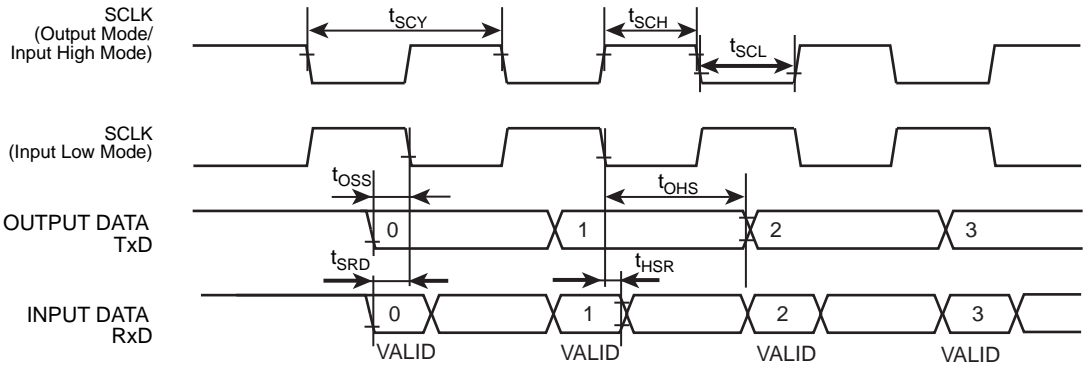 SCLK
(Output Mode/
Input High Mode)
tSCY
tSCH
tSCL
SCLK
(Input Low Mode)
tOSS
tOHS
OUTPUT DATA
TxD
0
1
2
3
tSRD
tHSR
INPUT DATA
RxD
0
1
2
3
VALID
VALID
VALID
VALID